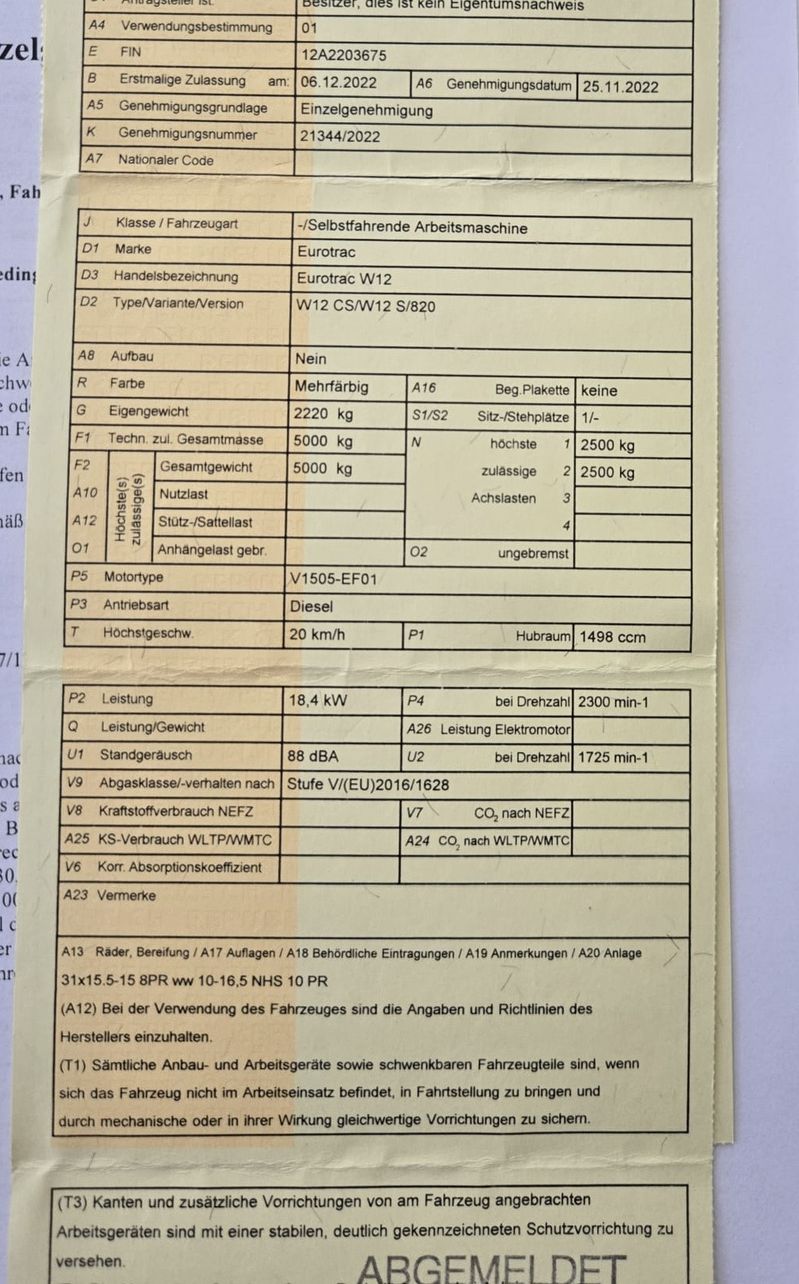 Besitzer, dies ist kein Eigentumsnachweis
A4 Verwendungsbestimmung 01
E FIN 12A2203675
B Erstmalige Zulassung am: 06.12.2022 A6 Genehmigungsdatum 25.11.2022
A5 Genehmigungsgrundlage Einzelgenehmigung
K Genehmigungsnummer 21344/2022
A7 Nationaler Code
J Klasse / Fahrzeugart -/Selbstfahrende Arbeitsmaschine
D1 Marke Eurotrac
D3 Handelsbezeichnung Eurotrac W12
D2 Type/Variante/Version W12 CS/W12 S/820
A8 Aufbau Nein
R Farbe Mehrfärbig A16 Beg.Plakette keine
G Eigengewicht 2220 kg S1/S2 Sitz-/Stehplätze 1/-
F1 Techn. zul. Gesamtmasse 5000 kg N höchste 1 2500 kg
F2 Höchste(s) zulässige(s) Gesamtgewicht 5000 kg zulässige 2 2500 kg
A10 Nutzlast Achslasten 3
A12 Stütz-/Sattellast 4
O1 Anhängelast gebr. O2 ungebremst
P5 Motortype V1505-EF01
P3 Antriebsart Diesel
T Höchstgeschw. 20 km/h P1 Hubraum 1498 ccm
P2 Leistung 18,4 kW P4 bei Drehzahl 2300 min-1
Q Leistung/Gewicht A26 Leistung Elektromotor
U1 Standgeräusch 88 dBA U2 bei Drehzahl 1725 min-1
V9 Abgasklasse/-verhalten nach Stufe V/(EU)2016/1628
V8 Kraftstoffverbrauch NEFZ V7 CO₂ nach NEFZ
A25 KS-Verbrauch WLTP/WMTC A24 CO₂ nach WLTP/WMTC
V6 Korr. Absorptionskoeffizient
A23 Vermerke
A13 Räder, Bereifung / A17 Auflagen / A18 Behördliche Eintragungen / A19 Anmerkungen / A20 Anlage
31x15.5-15 8PR ww 10-16,5 NHS 10 PR
(A12) Bei der Verwendung des Fahrzeuges sind die Angaben und Richtlinien des
Herstellers einzuhalten.
(T1) Sämtliche Anbau- und Arbeitsgeräte sowie schwenkbaren Fahrzeugteile sind, wenn
sich das Fahrzeug nicht im Arbeitseinsatz befindet, in Fahrtstellung zu bringen und
durch mechanische oder in ihrer Wirkung gleichwertige Vorrichtungen zu sichern.
(T3) Kanten und zusätzliche Vorrichtungen von am Fahrzeug angebrachten
Arbeitsgeräten sind mit einer stabilen, deutlich gekennzeichneten Schutzvorrichtung zu
versehen.
ABGEMELDET